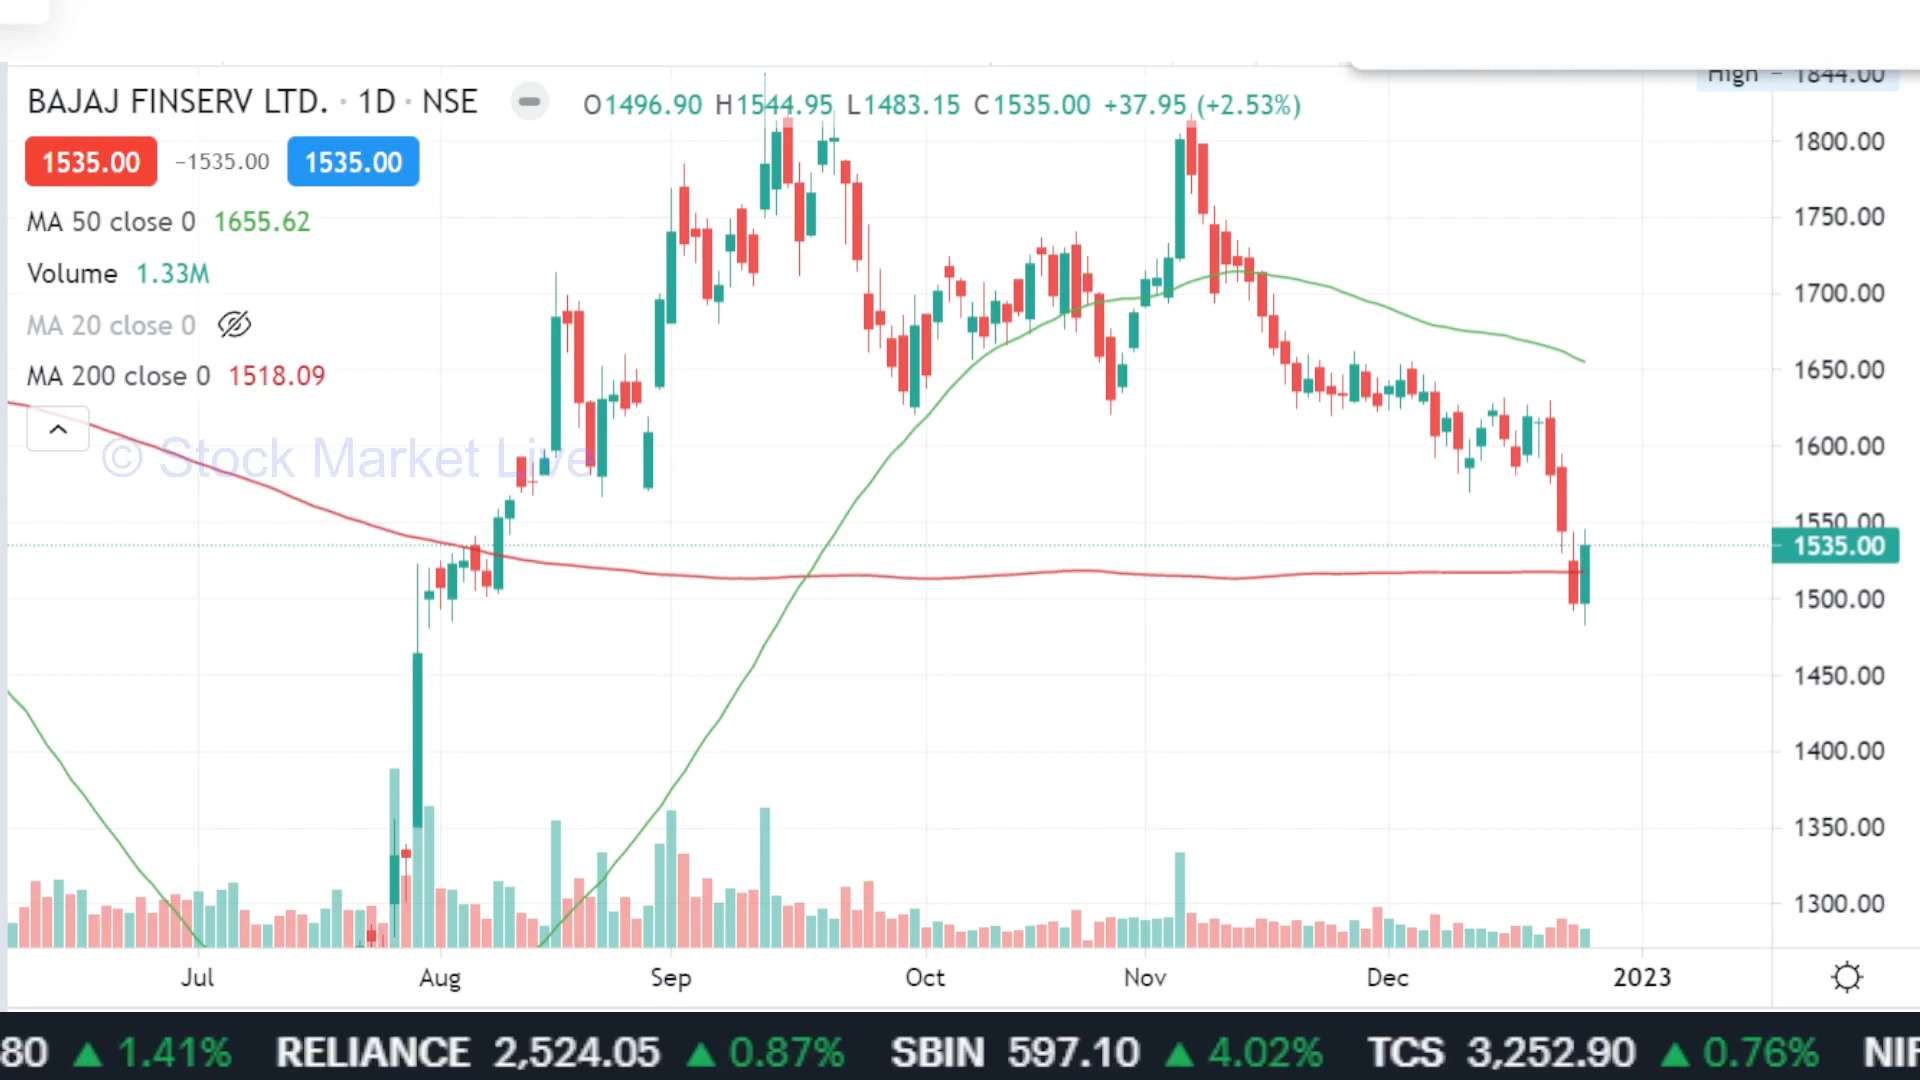 High - 1844.00
BAJAJ FINSERV LTD. · 1D · NSE O1496.90 H1544.95 L1483.15 C1535.00 +37.95 (+2.53%)
1535.00 −1535.00 1535.00
MA 50 close 0 1655.62
Volume 1.33M
MA 20 close 0
MA 200 close 0 1518.09
© Stock Market Live
1800.00
1750.00
1700.00
1650.00
1600.00
1550.00
1535.00
1500.00
1450.00
1400.00
1350.00
1300.00
Jul Aug Sep Oct Nov Dec 2023
80 ▲ 1.41% RELIANCE 2,524.05 ▲ 0.87% SBIN 597.10 ▲ 4.02% TCS 3,252.90 ▲ 0.76%